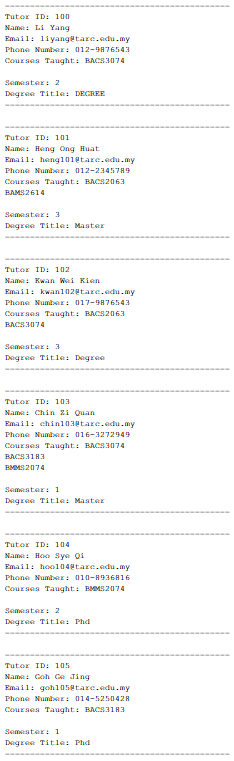 Tutor ID: 100
Name: Li Yang
Email: liyang@tarc.edu.my
Phone Number: 012-9876543
Courses Taught: BACS3074
Semester: 2
Degree Title: DEGREE
Tutor ID: 101
Name: Heng Ong Huat
Email: heng101@tarc.edu.my
Phone Number: 012-2345789
Courses Taught: BACS2063
BAMS2614
Semester: 3
Degree Title: Master
Tutor ID: 102
Name: Kwan Wei Kien
Email: kwan102@tarc.edu.my
Phone Number: 017-9876543
Courses Taught: BACS2063
BACS3074
Semester: 3
Degree Title: Degree
Tutor ID: 103
Name: Chin Zi Quan
Email: chin103@tarc.edu.my
Phone Number: 016-3272949
Courses Taught: BACS3074
BACS3183
BMMS2074
Semester: 1
Degree Title: Master
Tutor ID: 104
Name: Hoo Sye Qi
Email: hoo104@tarc.edu.my
Phone Number: 010-8936816
Courses Taught: BMMS2074
Semester: 2
Degree Title: Phd
Tutor ID: 105
Name: Goh Ge Jing
Email: goh105@tarc.edu.my
Phone Number: 014-5250428
Courses Taught: BACS3183
Semester: 1
Degree Title: Phd